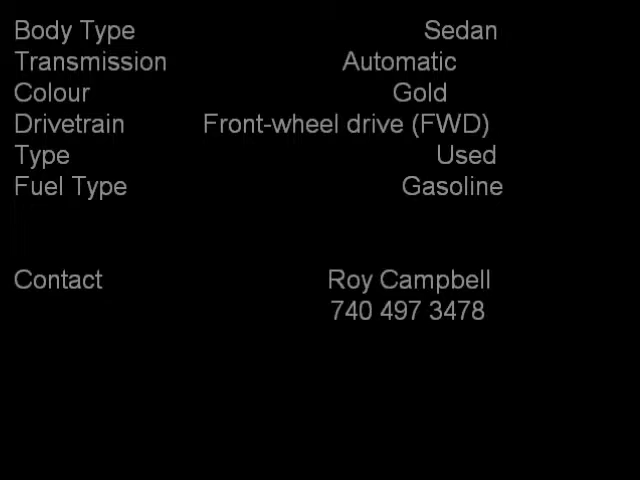 Body Type Sedan
Transmission Automatic
Colour Gold
Drivetrain Front-wheel drive (FWD)
Type Used
Fuel Type Gasoline
Contact Roy Campbell
740 497 3478